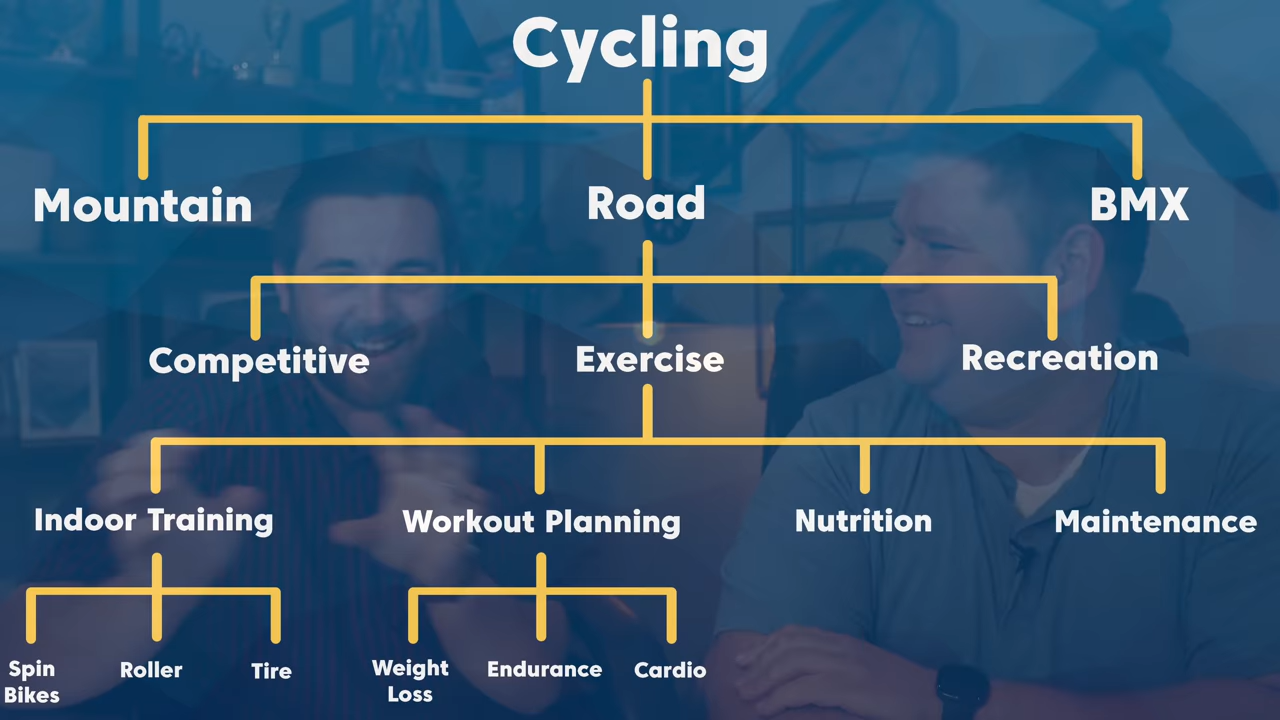 Cycling
Mountain
Road
BMX
Competitive
Exercise
Recreation
Indoor Training
Workout Planning
Nutrition
Maintenance
Spin
Bikes
Roller
Tire
Weight
Loss
Endurance
Cardio